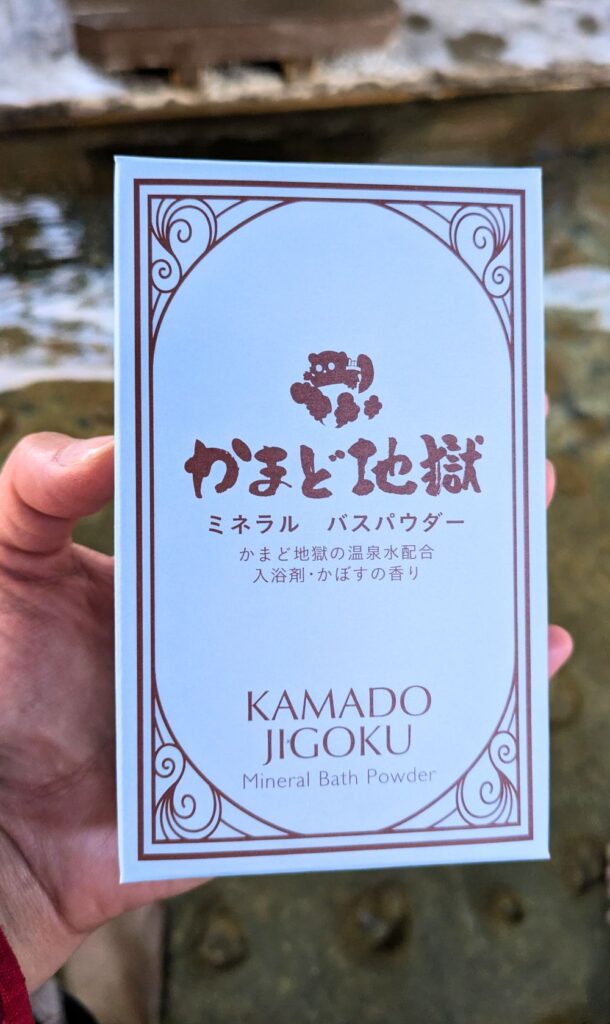 かまど地獄
ミネラル　バスパウダー
かまど地獄の温泉水配合
入浴剤・かぼすの香り
KAMADO
JIGOKU
Mineral Bath Powder